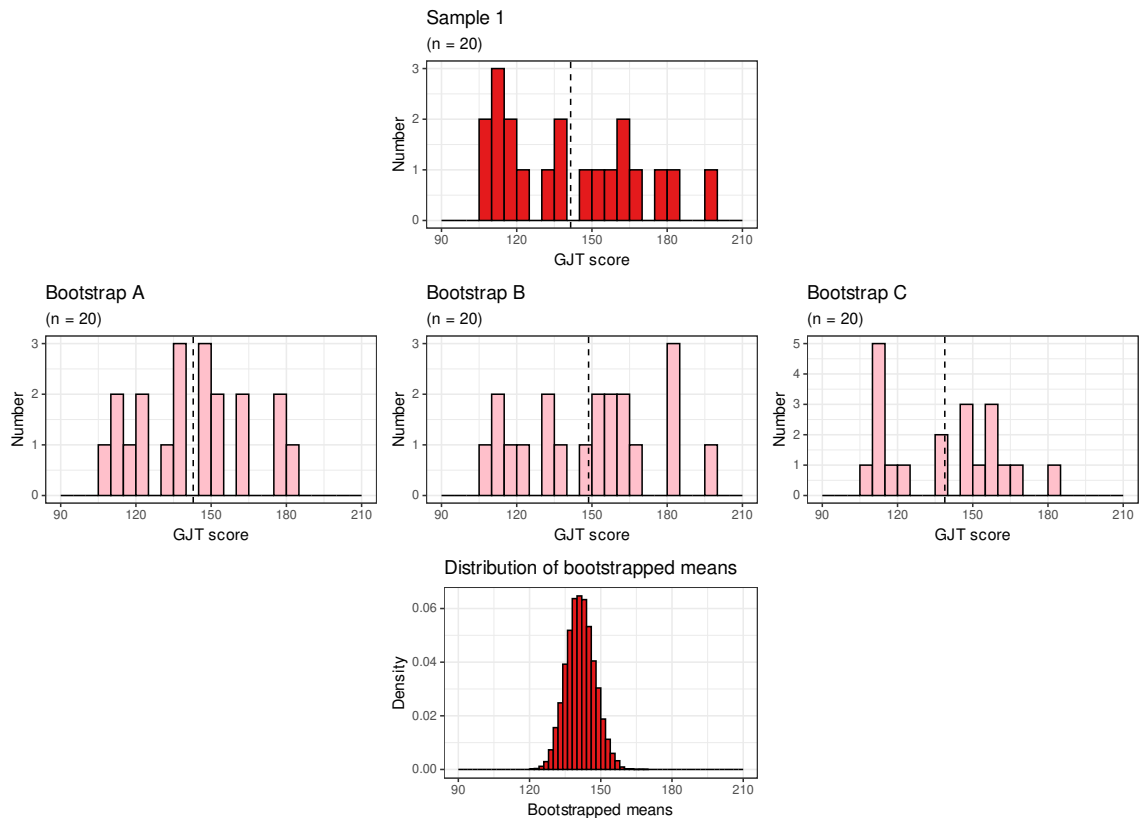 Sample 1
(n = 20)
3
2
1
0
Number
90 120 150 180 210
GJT score
Bootstrap A
(n = 20)
3
2
1
0
Number
90 120 150 180 210
GJT score
Bootstrap B
(n = 20)
3
2
1
0
Number
90 120 150 180 210
GJT score
Bootstrap C
(n = 20)
5
4
3
2
1
0
Number
90 120 150 180 210
GJT score
Distribution of bootstrapped means
0.06
0.04
0.02
0.00
Density
90 120 150 180 210
Bootstrapped means